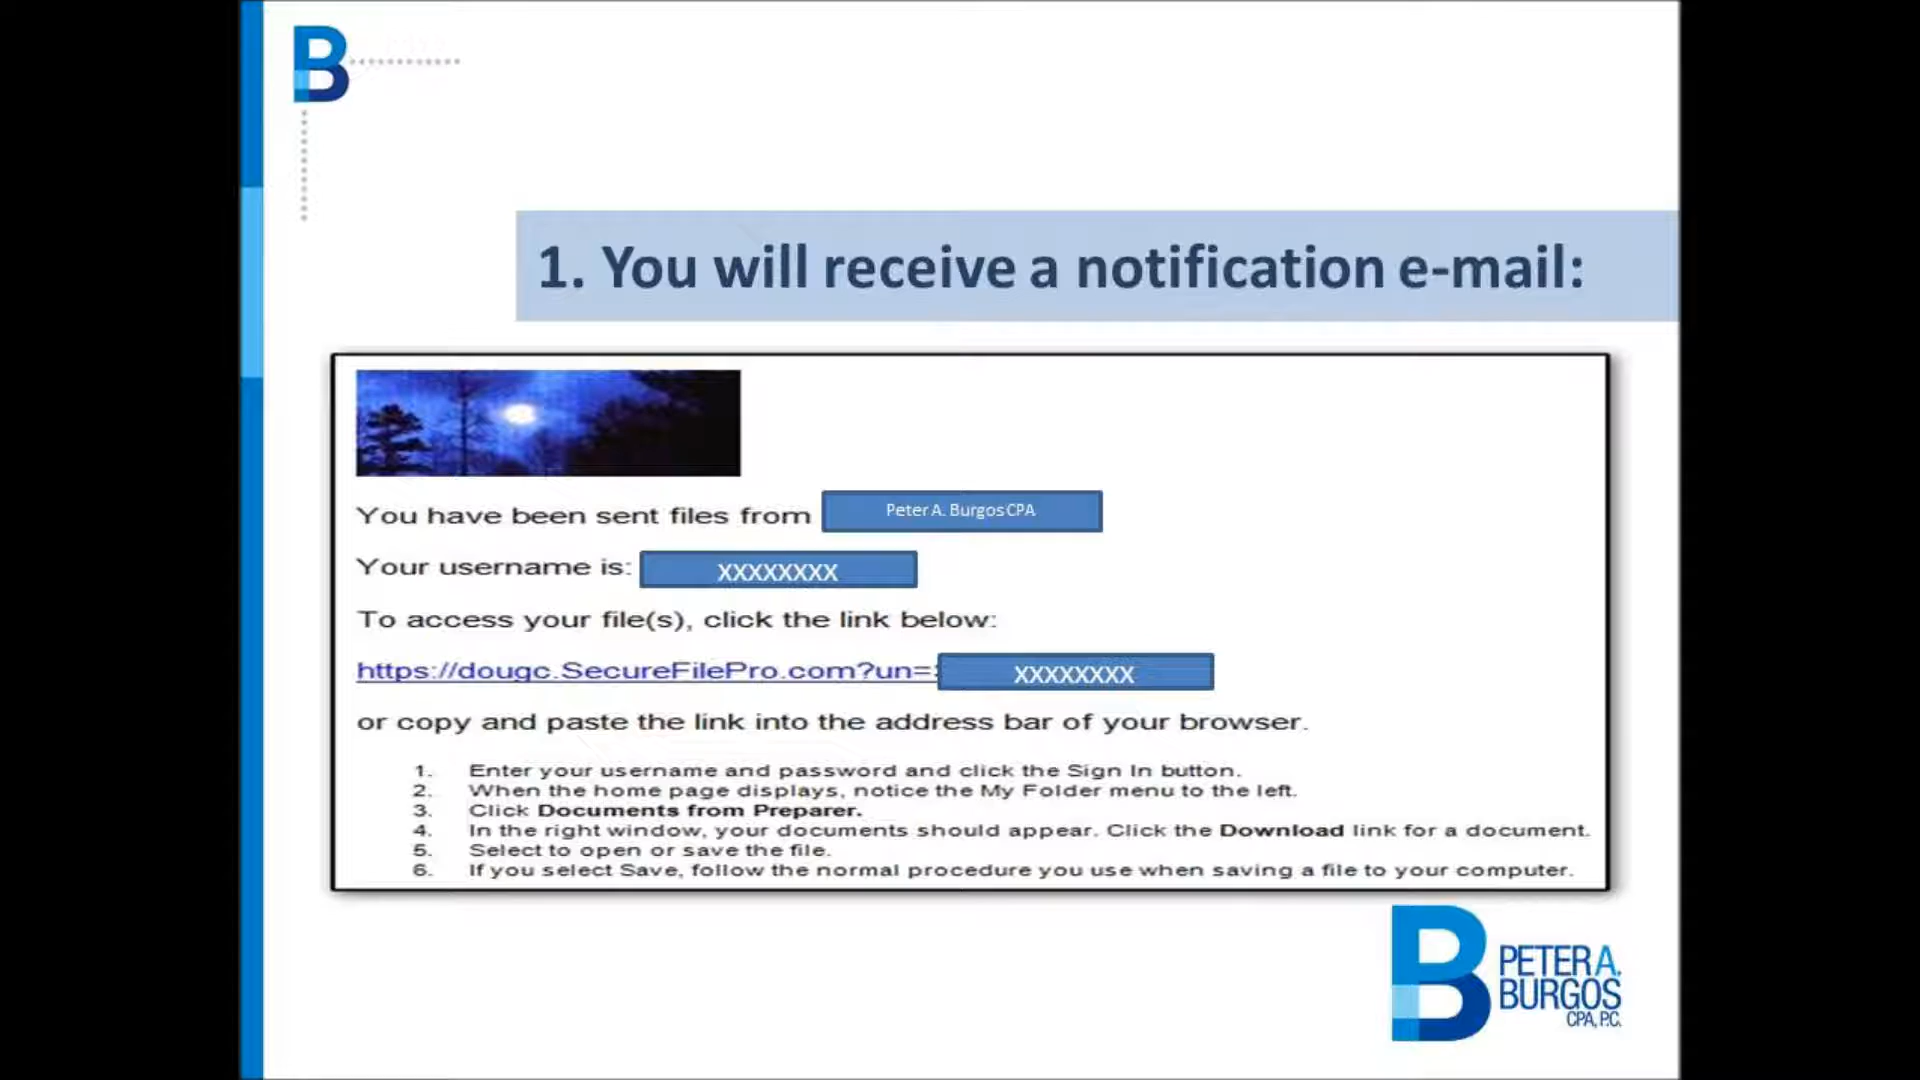 B
1. You will receive a notification e-mail:
You have been sent files from Peter A. Burgos CPA
Your username is: XXXXXXXX
To access your file(s), click the link below:
https://dougc.SecureFilePro.com?un= XXXXXXXX
or copy and paste the link into the address bar of your browser.
1. Enter your username and password and click the Sign In button.
2. When the home page displays, notice the My Folder menu to the left.
3. Click Documents from Preparer.
4. In the right window, your documents should appear. Click the Download link for a document.
5. Select to open or save the file.
6. If you select Save, follow the normal procedure you use when saving a file to your computer.
B
PETER A.
BURGOS
CPA, P.C.